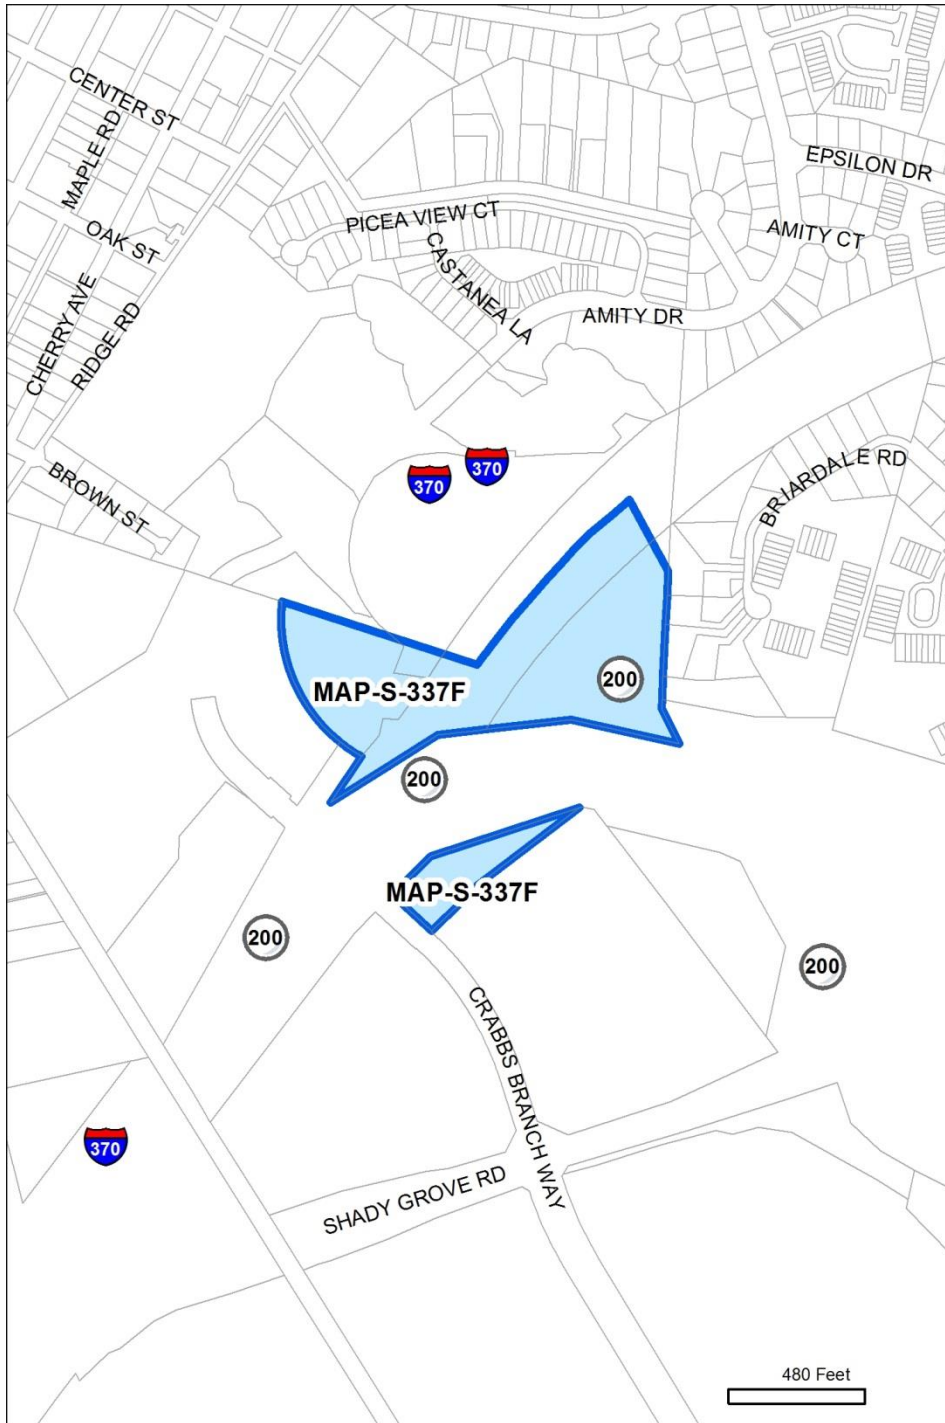 CENTER ST
MAPLE RD
EPSILON DR
PICEA VIEW CT
OAK ST
AMITY CT
CASTANEA LA
CHERRY AVE
RIDGE RD
AMITY DR
370
370
BRIARDALE RD
BROWN ST
200
MAP-S-337F
200
MAP-S-337F
200
200
CRABBS BRANCH WAY
370
SHADY GROVE RD
480 Feet